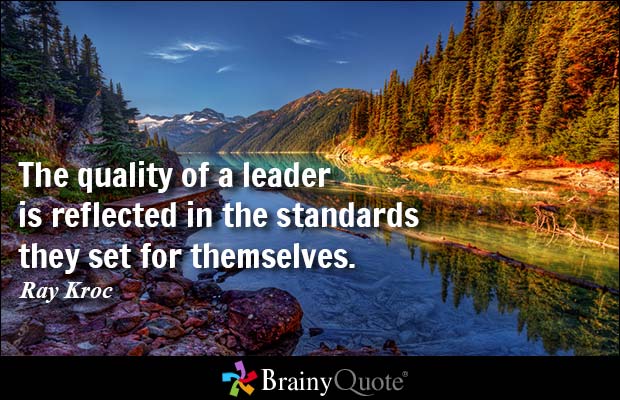 The quality of a leader
is reflected in the standards
they set for themselves.
Ray Kroc
BrainyQuote®